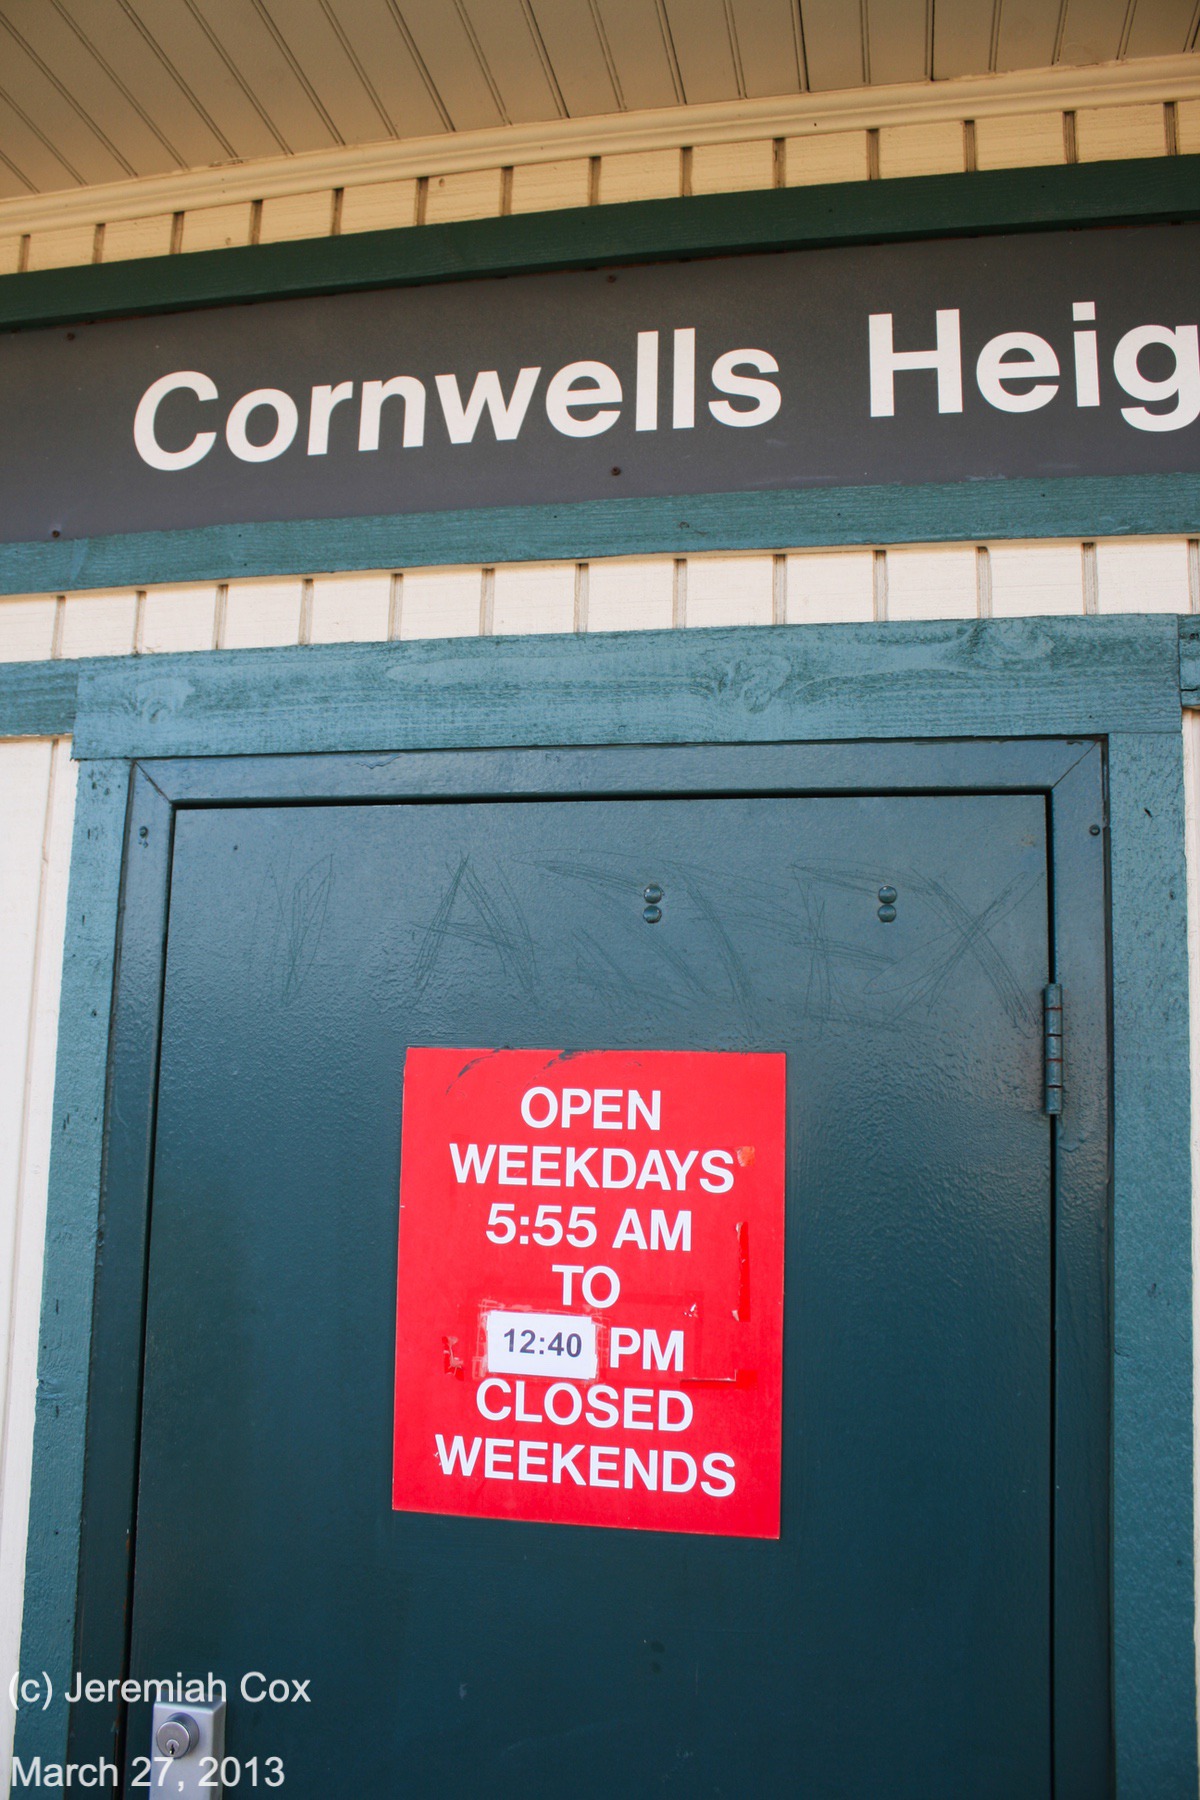 Cornwells Heig
OPEN
WEEKDAYS
5:55 AM
TO
12:40 PM
CLOSED
WEEKENDS
(c) Jeremiah Cox
March 27, 2013